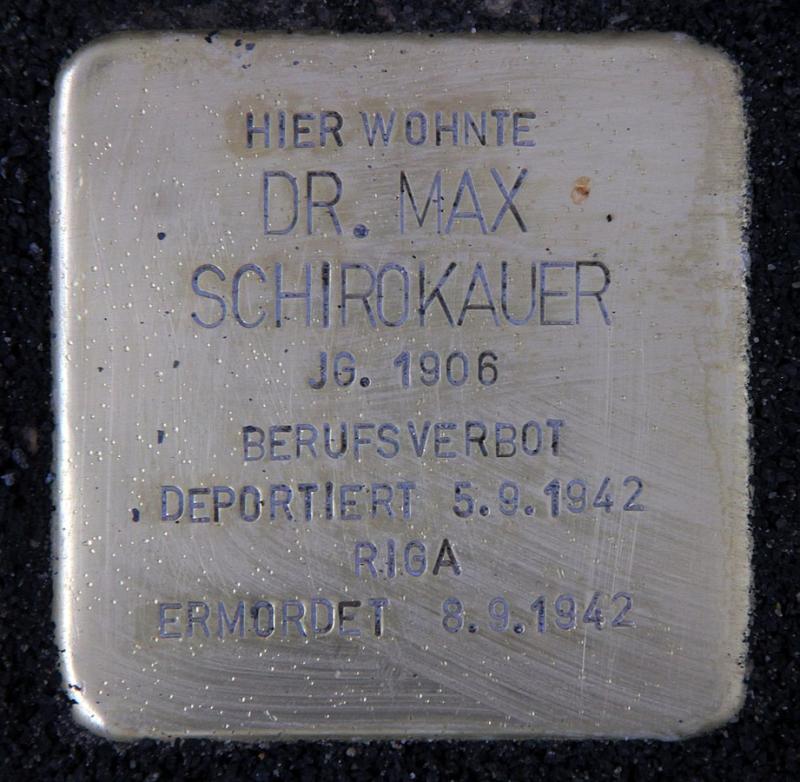 HIER WOHNTE
DR. MAX
SCHIROKAUER
JG. 1906
BERUFSVERBOT
DEPORTIERT 5.9.1942
RIGA
ERMORDET 8.9.1942